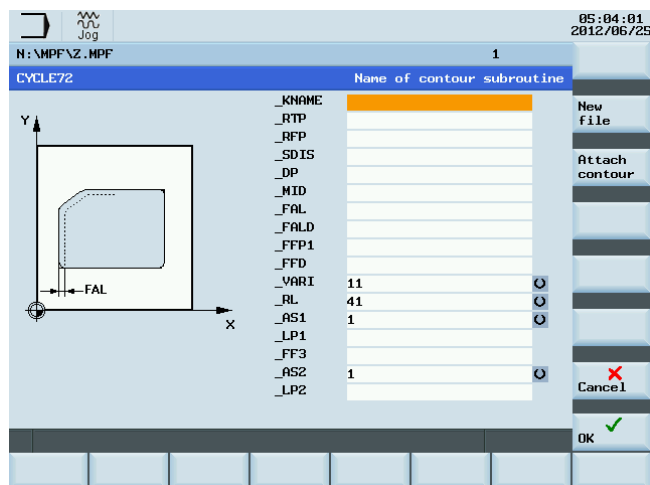 Jog
05:04:01
2012/06/25
N:\MPF\Z.MPF 1
CYCLE72 Name of contour subroutine
_KNAME
_RTP
_RFP
_SDIS
_DP
_MID
_FAL
_FALD
_FFP1
_FFD
_VARI 11
_RL 41
_AS1 1
_LP1
_FF3
_AS2 1
_LP2
Y
FAL
X
New
file
Attach
contour
Cancel
OK